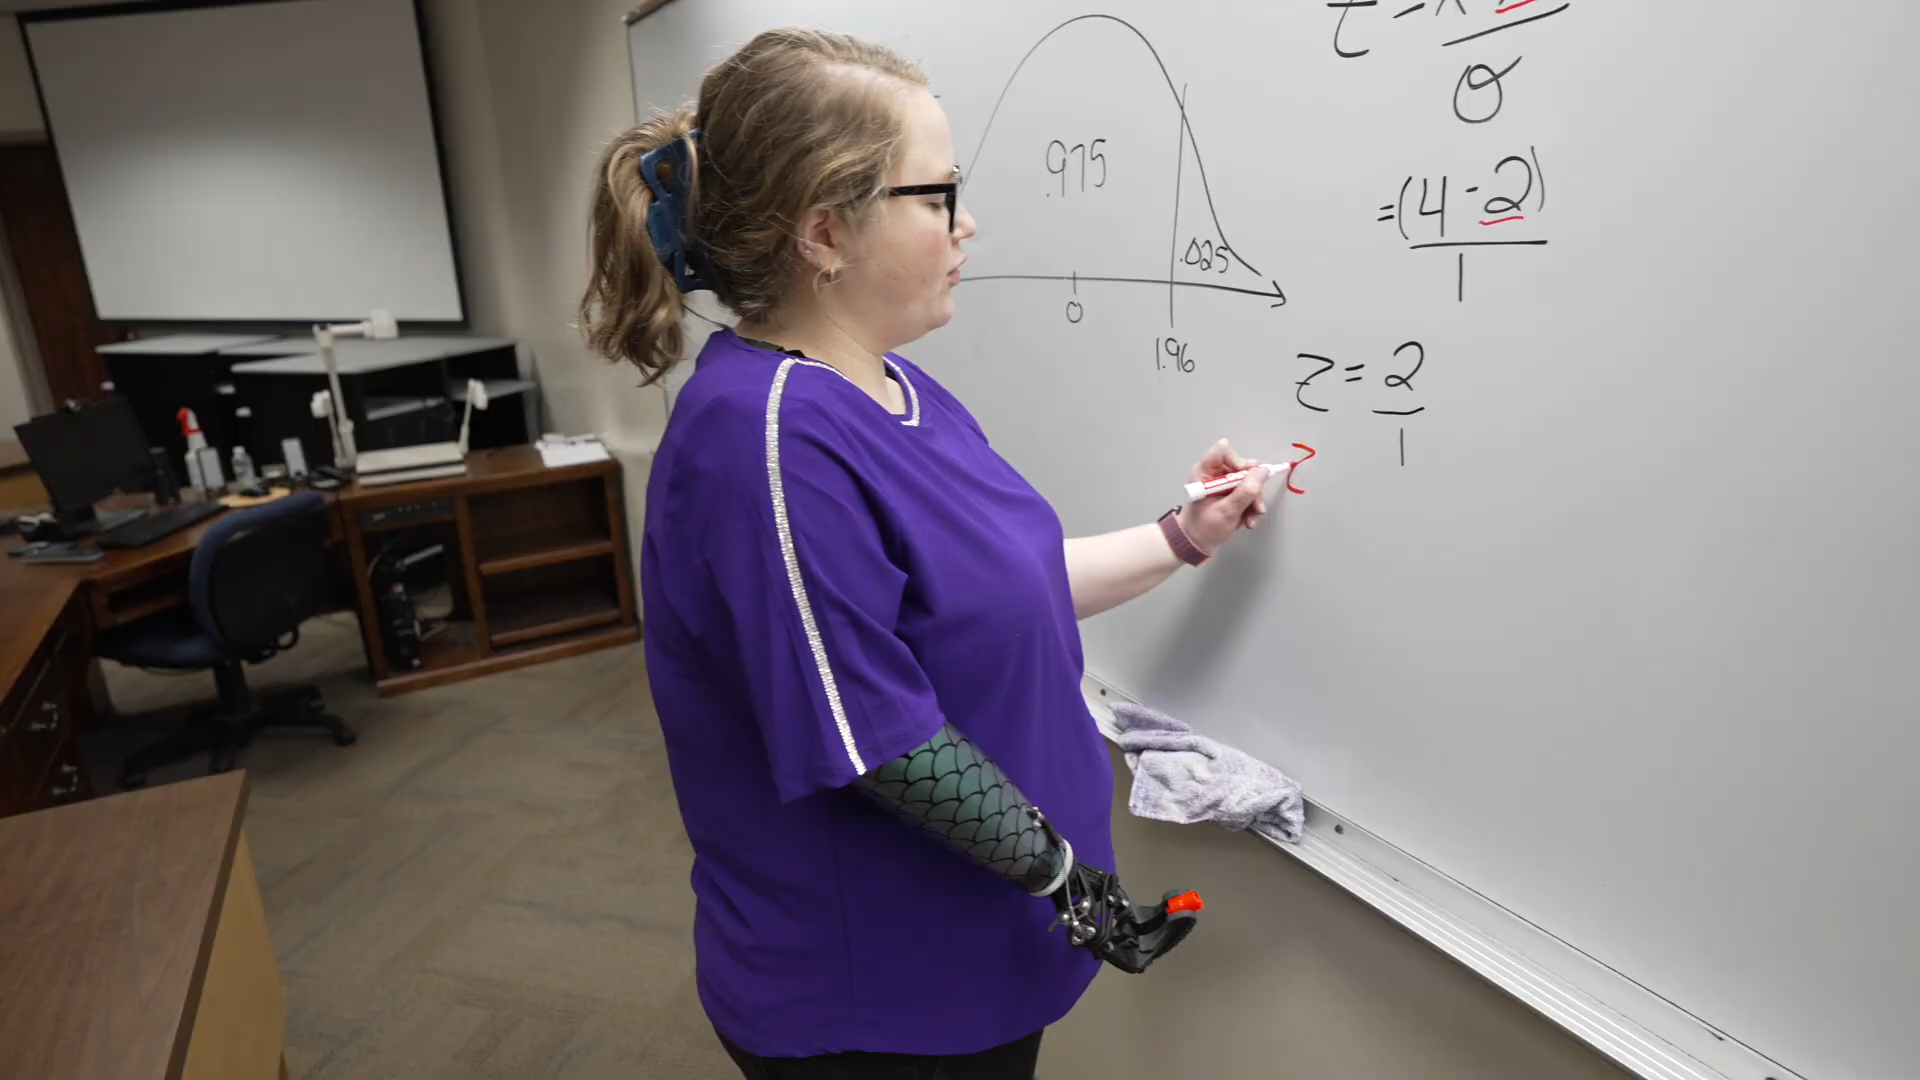 .975
.025
0
1.96
z = x -
σ
= (4 - 2)
1
z = 2
1
z